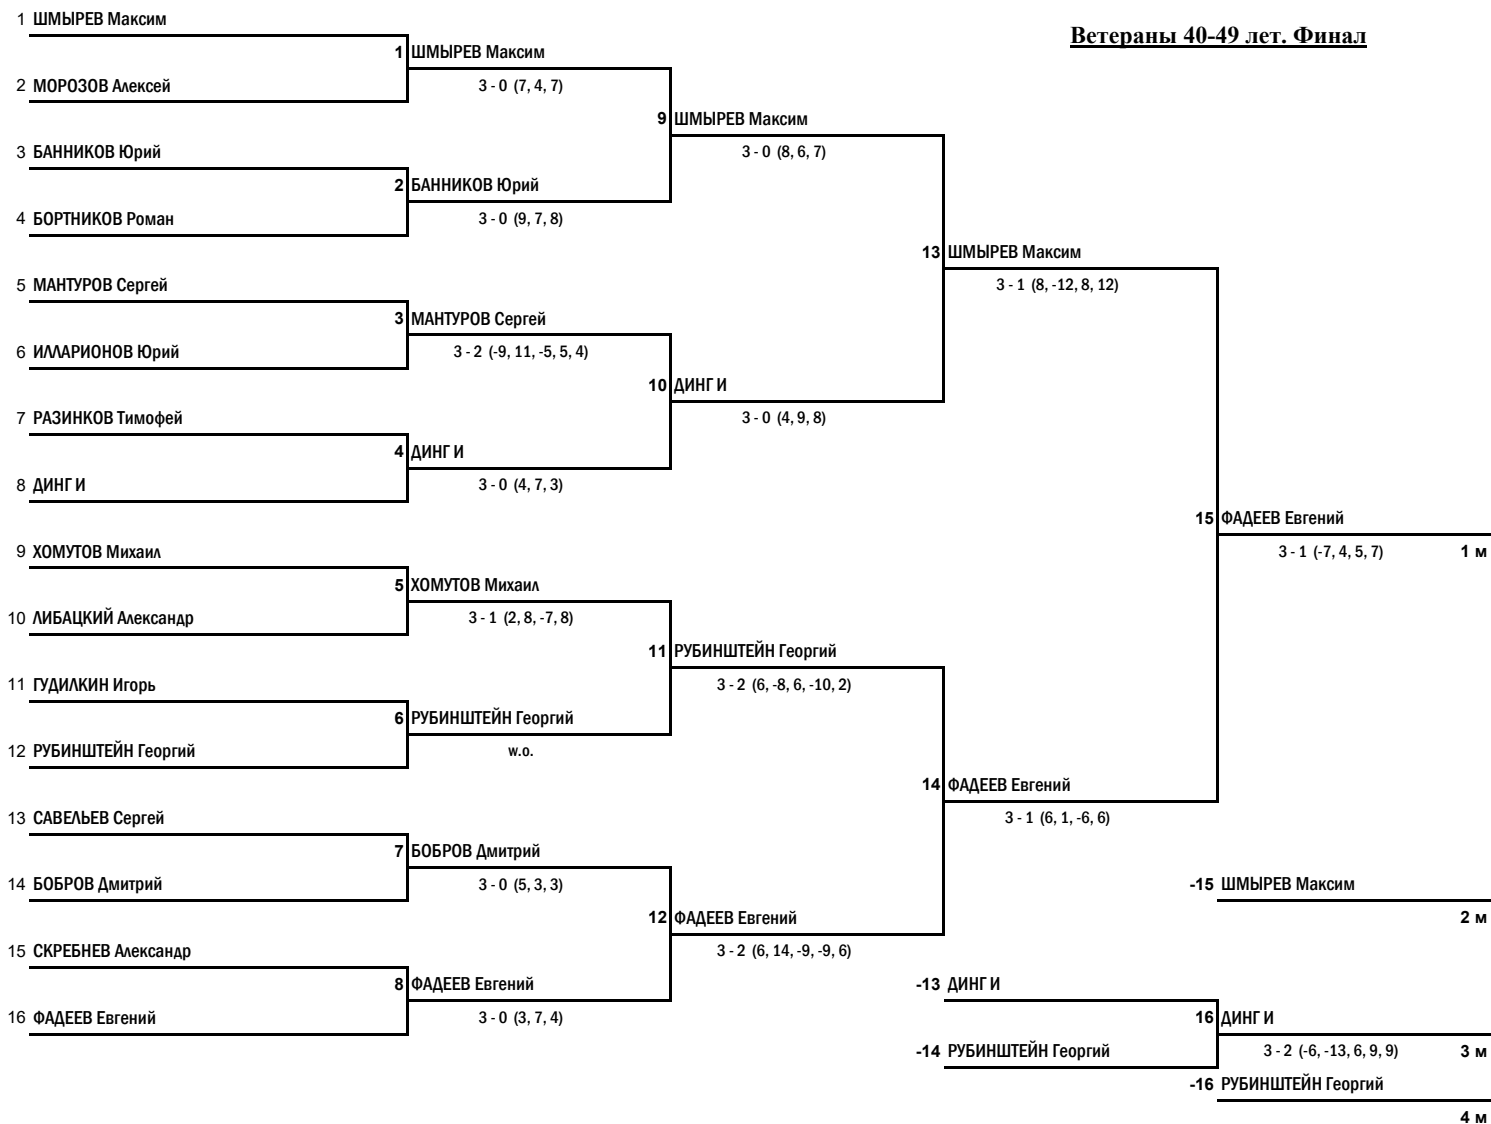 1 ШМЫРЕВ Максим
Ветераны 40-49 лет. Финал
1 ШМЫРЕВ Максим
2 МОРОЗОВ Алексей
3 - 0 (7, 4, 7)
9 ШМЫРЕВ Максим
3 БАННИКОВ Юрий
3 - 0 (8, 6, 7)
2 БАННИКОВ Юрий
4 БОРТНИКОВ Роман
3 - 0 (9, 7, 8)
13 ШМЫРЕВ Максим
5 МАНТУРОВ Сергей
3 - 1 (8, -12, 8, 12)
3 МАНТУРОВ Сергей
6 ИЛЛАРИОНОВ Юрий
3 - 2 (-9, 11, -5, 5, 4)
10 ДИНГ И
7 РАЗИНКОВ Тимофей
3 - 0 (4, 9, 8)
4 ДИНГ И
8 ДИНГ И
3 - 0 (4, 7, 3)
15 ФАДЕЕВ Евгений
9 ХОМУТОВ Михаил
3 - 1 (-7, 4, 5, 7)
1 м
5 ХОМУТОВ Михаил
10 ЛИБАЦКИЙ Александр
3 - 1 (2, 8, -7, 8)
11 РУБИНШТЕЙН Георгий
11 ГУДИЛКИН Игорь
3 - 2 (6, -8, 6, -10, 2)
6 РУБИНШТЕЙН Георгий
12 РУБИНШТЕЙН Георгий
w.o.
14 ФАДЕЕВ Евгений
13 САВЕЛЬЕВ Сергей
3 - 1 (6, 1, -6, 6)
7 БОБРОВ Дмитрий
14 БОБРОВ Дмитрий
3 - 0 (5, 3, 3)
-15 ШМЫРЕВ Максим
12 ФАДЕЕВ Евгений
2 м
15 СКРЕБНЕВ Александр
3 - 2 (6, 14, -9, -9, 6)
8 ФАДЕЕВ Евгений
-13 ДИНГ И
16 ФАДЕЕВ Евгений
3 - 0 (3, 7, 4)
16 ДИНГ И
-14 РУБИНШТЕЙН Георгий
3 - 2 (-6, -13, 6, 9, 9)
3 м
-16 РУБИНШТЕЙН Георгий
4 м